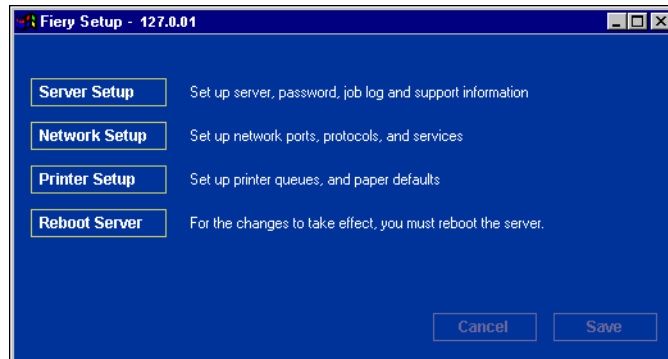 Fiery Setup - 127.0.01
Server Setup Set up server, password, job log and support information
Network Setup Set up network ports, protocols, and services
Printer Setup Set up printer queues, and paper defaults
Reboot Server For the changes to take effect, you must reboot the server.
Cancel Save